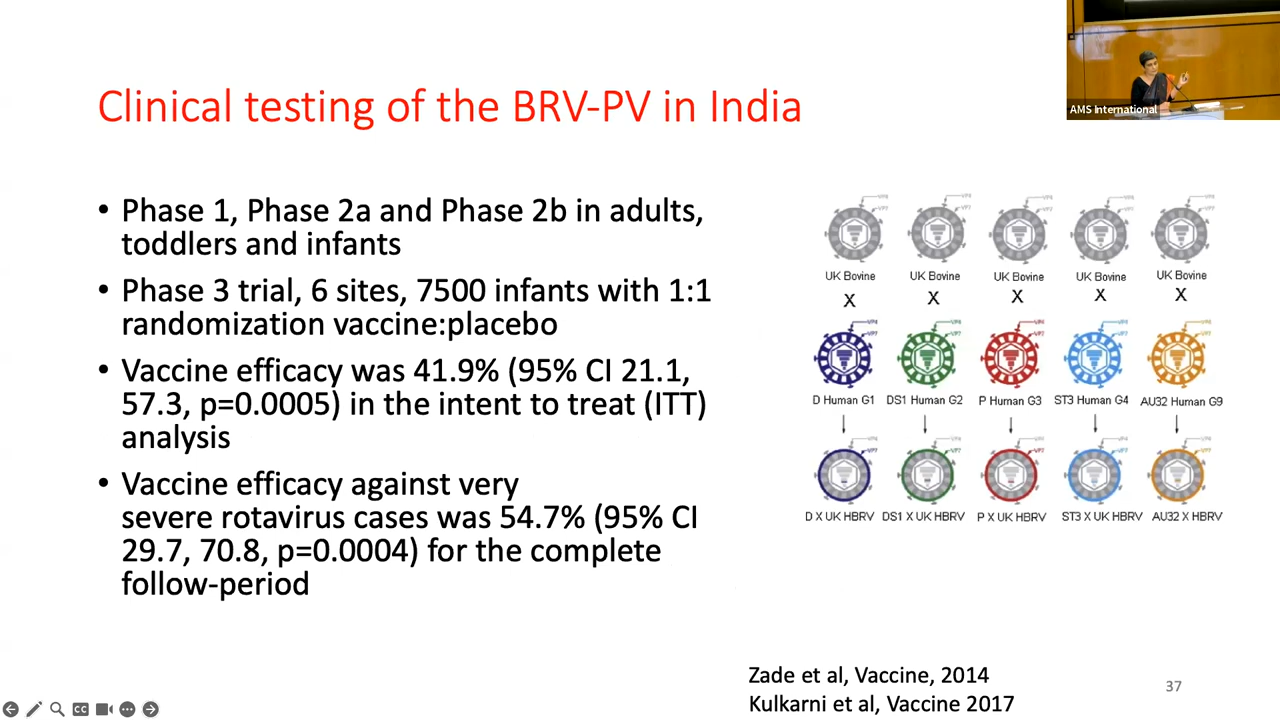 AMS International
Clinical testing of the BRV-PV in India
• Phase 1, Phase 2a and Phase 2b in adults,
toddlers and infants
• Phase 3 trial, 6 sites, 7500 infants with 1:1
randomization vaccine:placebo
• Vaccine efficacy was 41.9% (95% CI 21.1,
57.3, p=0.0005) in the intent to treat (ITT)
analysis
• Vaccine efficacy against very
severe rotavirus cases was 54.7% (95% CI
29.7, 70.8, p=0.0004) for the complete
follow-period
UK Bovine UK Bovine UK Bovine UK Bovine UK Bovine
X X X X X
D Human G1 DS1 Human G2 P Human G3 ST3 Human G4 AU32 Human G9
D X UK HBRV DS1 X UK HBRV P X UK HBRV ST3 X UK HBRV AU32 X HBRV
Zade et al, Vaccine, 2014
Kulkarni et al, Vaccine 2017
37
CC